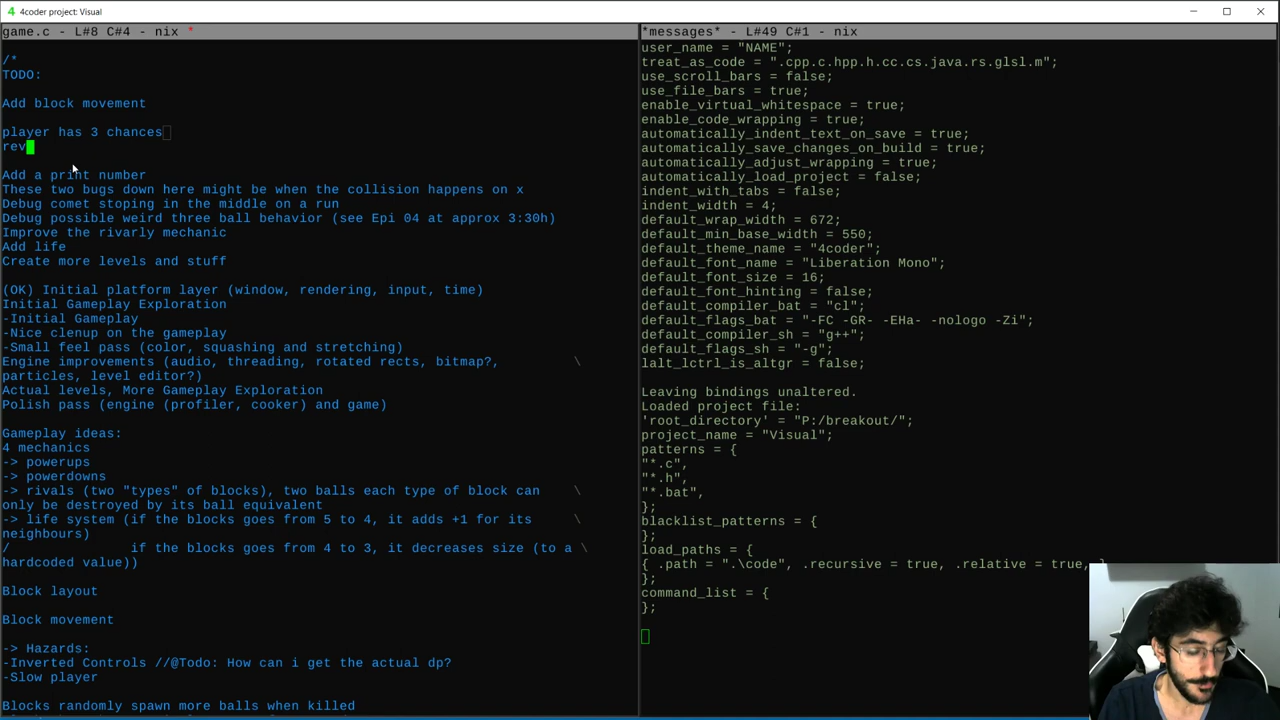 4coder project: Visual
game.c - L#8 C#4 - nix *
/*
TODO:
Add block movement
player has 3 chances
rev
Add a print number
These two bugs down here might be when the collision happens on x
Debug comet stoping in the middle on a run
Debug possible weird three ball behavior (see Epi 04 at approx 3:30h)
Improve the rivarly mechanic
Add life
Create more levels and stuff
(OK) Initial platform layer (window, rendering, input, time)
Initial Gameplay Exploration
-Initial Gameplay
-Nice clenup on the gameplay
-Small feel pass (color, squashing and stretching)
Engine improvements (audio, threading, rotated rects, bitmap?, \
particles, level editor?)
Actual levels, More Gameplay Exploration
Polish pass (engine (profiler, cooker) and game)
Gameplay ideas:
4 mechanics
-> powerups
-> powerdowns
-> rivals (two "types" of blocks), two balls each type of block can \
only be destroyed by its ball equivalent
-> life system (if the blocks goes from 5 to 4, it adds +1 for its \
neighbours)
/ if the blocks goes from 4 to 3, it decreases size (to a \
hardcoded value))
Block layout
Block movement
-> Hazards:
-Inverted Controls //@Todo: How can i get the actual dp?
-Slow player
Blocks randomly spawn more balls when killed
*messages* - L#49 C#1 - nix
user_name = "NAME";
treat_as_code = ".cpp.c.hpp.h.cc.cs.java.rs.glsl.m";
use_scroll_bars = false;
use_file_bars = true;
enable_virtual_whitespace = true;
enable_code_wrapping = true;
automatically_indent_text_on_save = true;
automatically_save_changes_on_build = true;
automatically_adjust_wrapping = true;
automatically_load_project = false;
indent_with_tabs = false;
indent_width = 4;
default_wrap_width = 672;
default_min_base_width = 550;
default_theme_name = "4coder";
default_font_name = "Liberation Mono";
default_font_size = 16;
default_font_hinting = false;
default_compiler_bat = "cl";
default_flags_bat = "-FC -GR- -EHa- -nologo -Zi";
default_compiler_sh = "g++";
default_flags_sh = "-g";
lalt_lctrl_is_altgr = false;
Leaving bindings unaltered.
Loaded project file:
'root_directory' = "P:/breakout/";
project_name = "Visual";
patterns = {
"*.c",
"*.h",
"*.bat",
};
blacklist_patterns = {
};
load_paths = {
{ .path = ".\code", .recursive = true, .relative = true, }
};
command_list = {
};